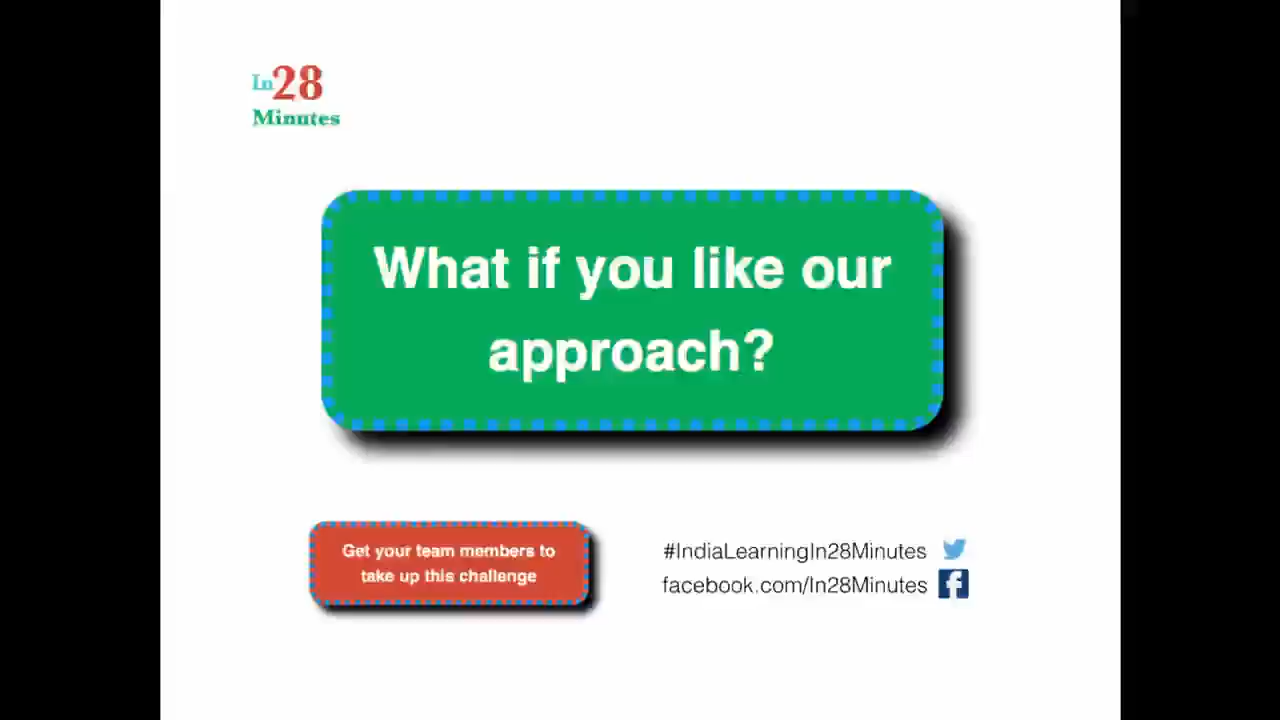 In28
Minutes
What if you like our
approach?
Get your team members to
take up this challenge
#IndiaLearningIn28Minutes
facebook.com/In28Minutes